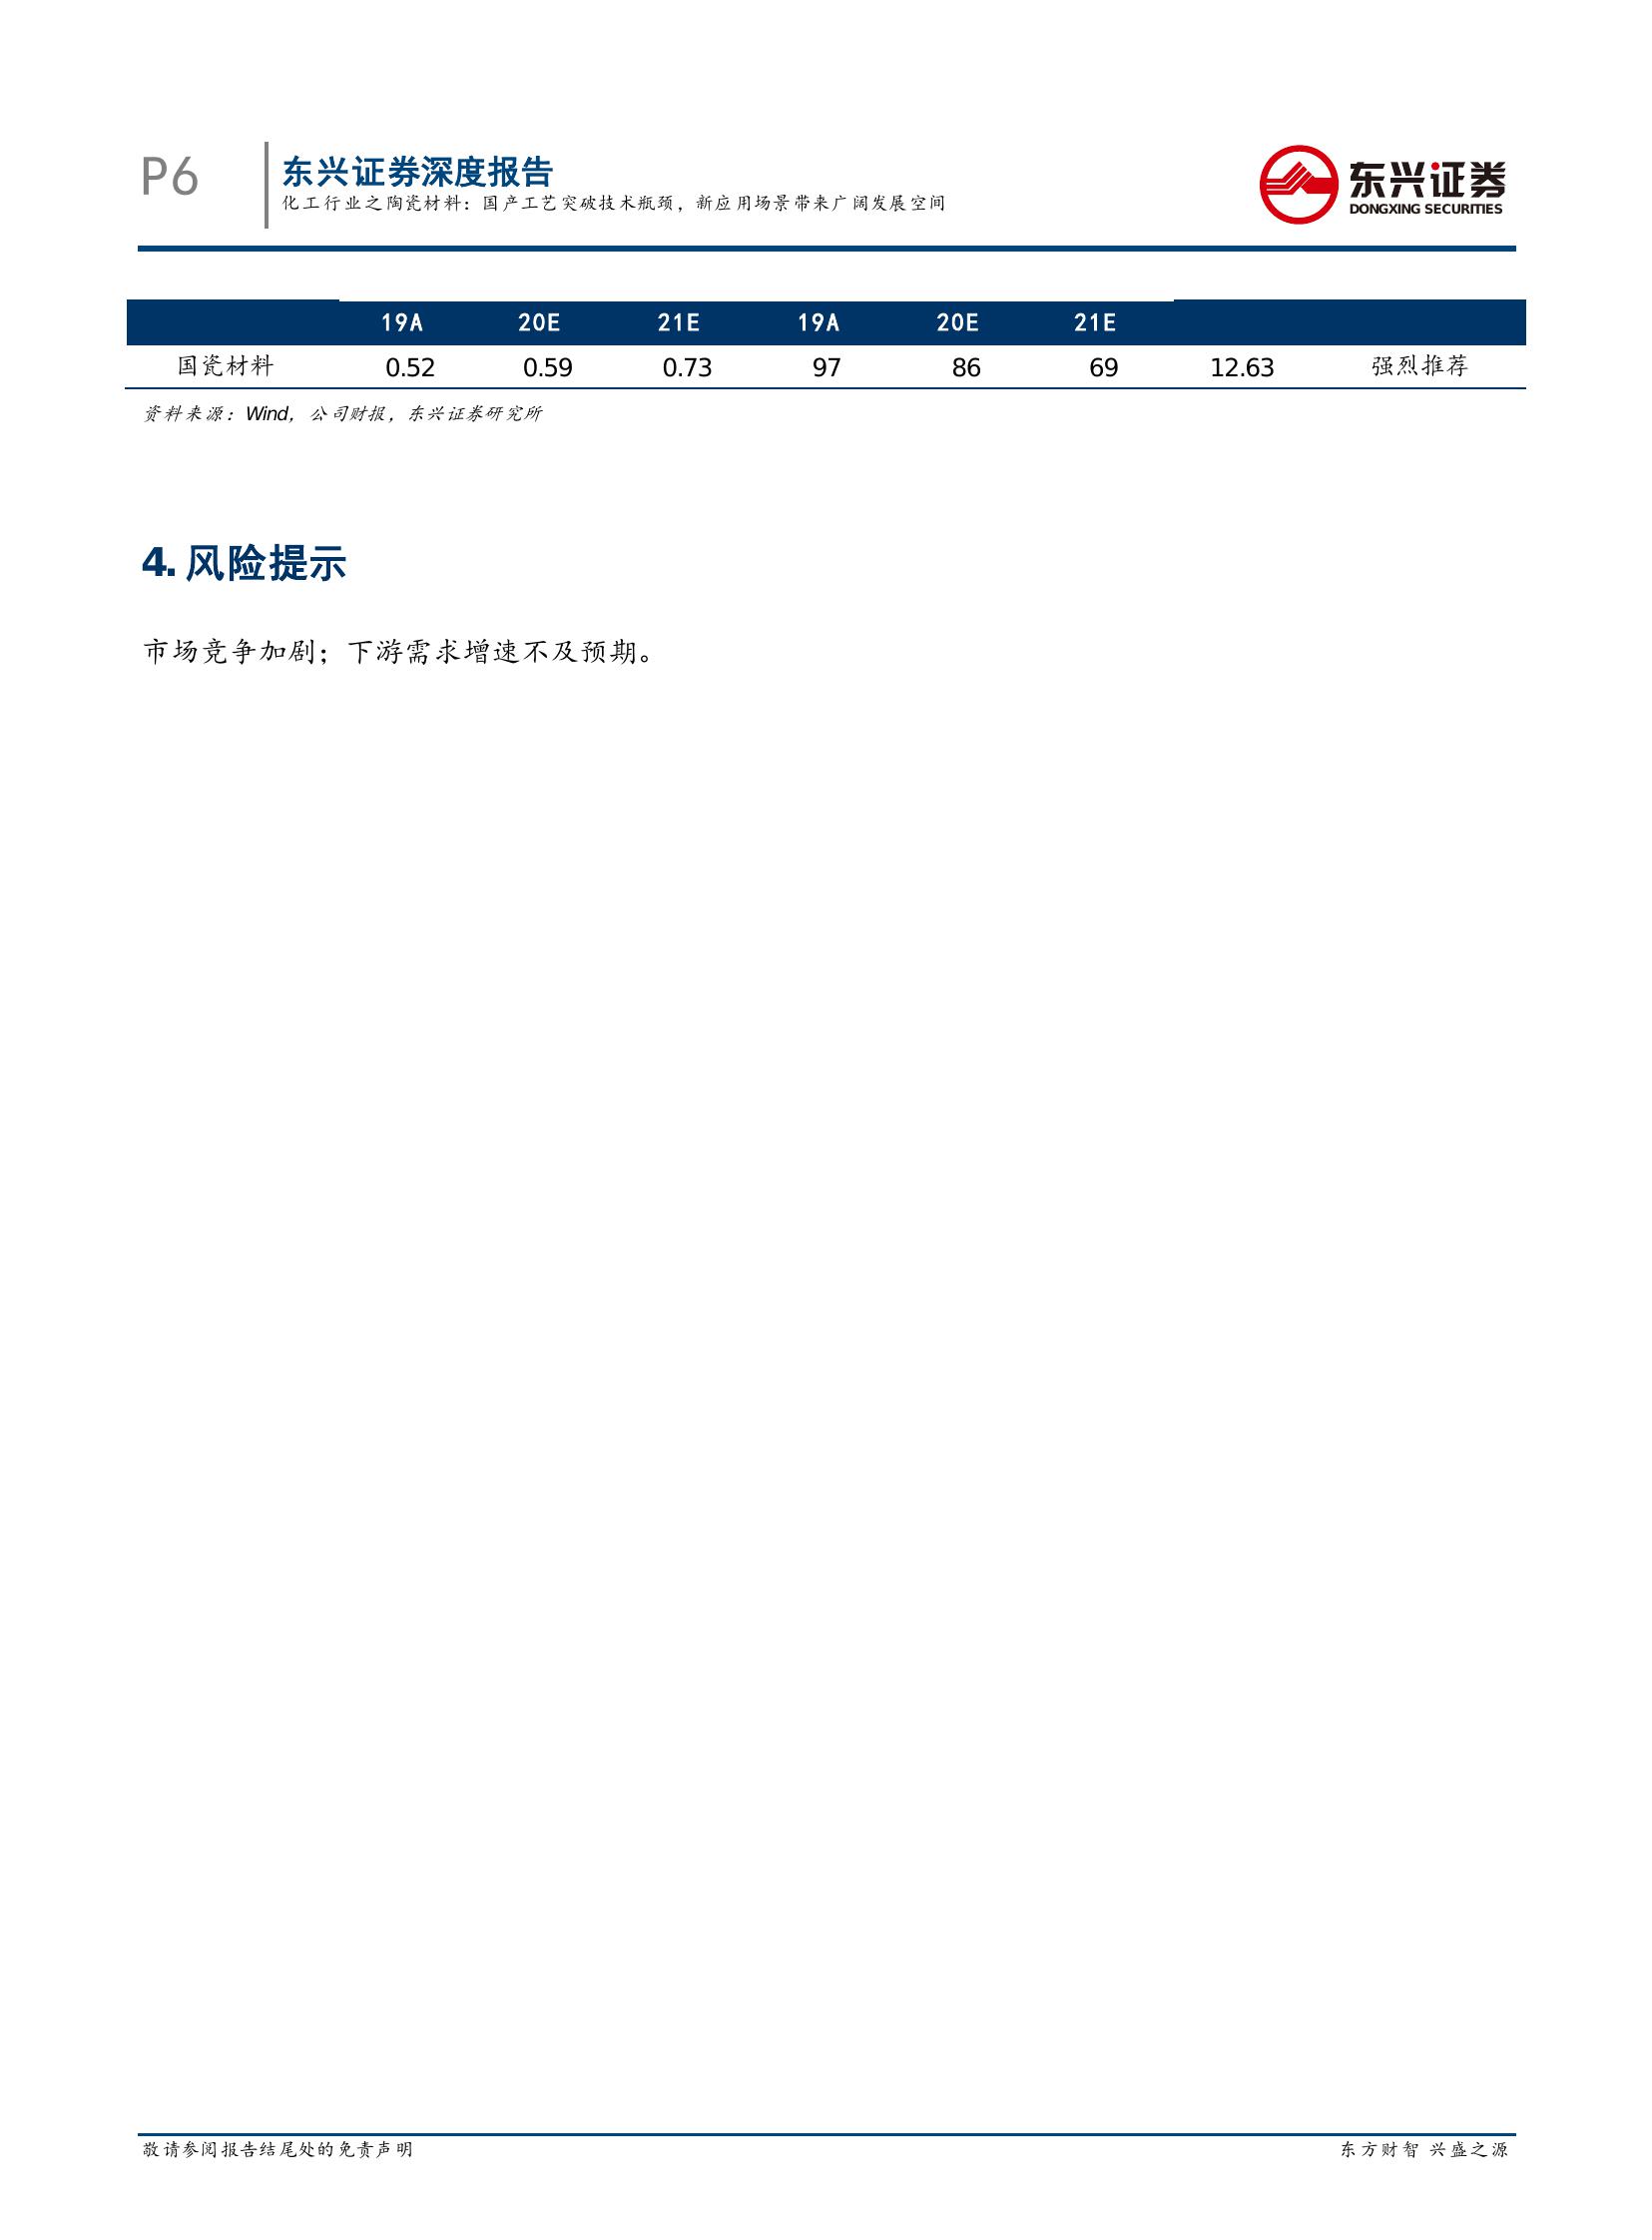 P6
东兴证券深度报告
化工行业之陶瓷材料：国产工艺突破技术瓶颈，新应用场景带来广阔发展空间
东兴证券
DONGXING SECURITIES
19A 20E 21E 19A 20E 21E
国瓷材料 0.52 0.59 0.73 97 86 69 12.63 强烈推荐
资料来源：Wind，公司财报，东兴证券研究所
4. 风险提示
市场竞争加剧；下游需求增速不及预期。
敬请参阅报告结尾处的免责声明 东方财智 兴盛之源